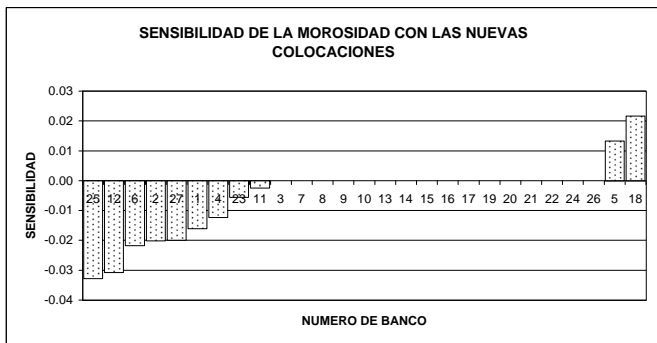 SENSIBILIDAD DE LA MOROSIDAD CON LAS NUEVAS
COLOCACIONES
0.03
0.02
0.01
0.00
-0.01
-0.02
-0.03
-0.04
SENSIBILIDAD
25 12 6 2 27 1 4 23 11 3 7 8 9 10 13 14 15 16 17 19 20 21 22 24 26 5 18
NUMERO DE BANCO